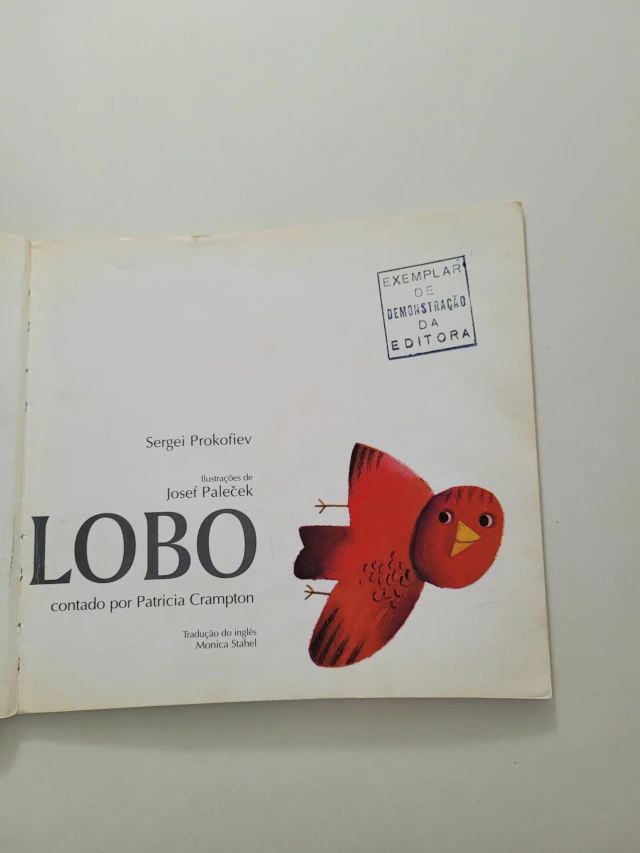 EXEMPLAR
DE
DEMONSTRAÇÃO
DA
EDITORA
Sergei Prokofiev
Ilustrações de
Josef Paleček
LOBO
contado por Patricia Crampton
Tradução do inglês
Monica Stahel